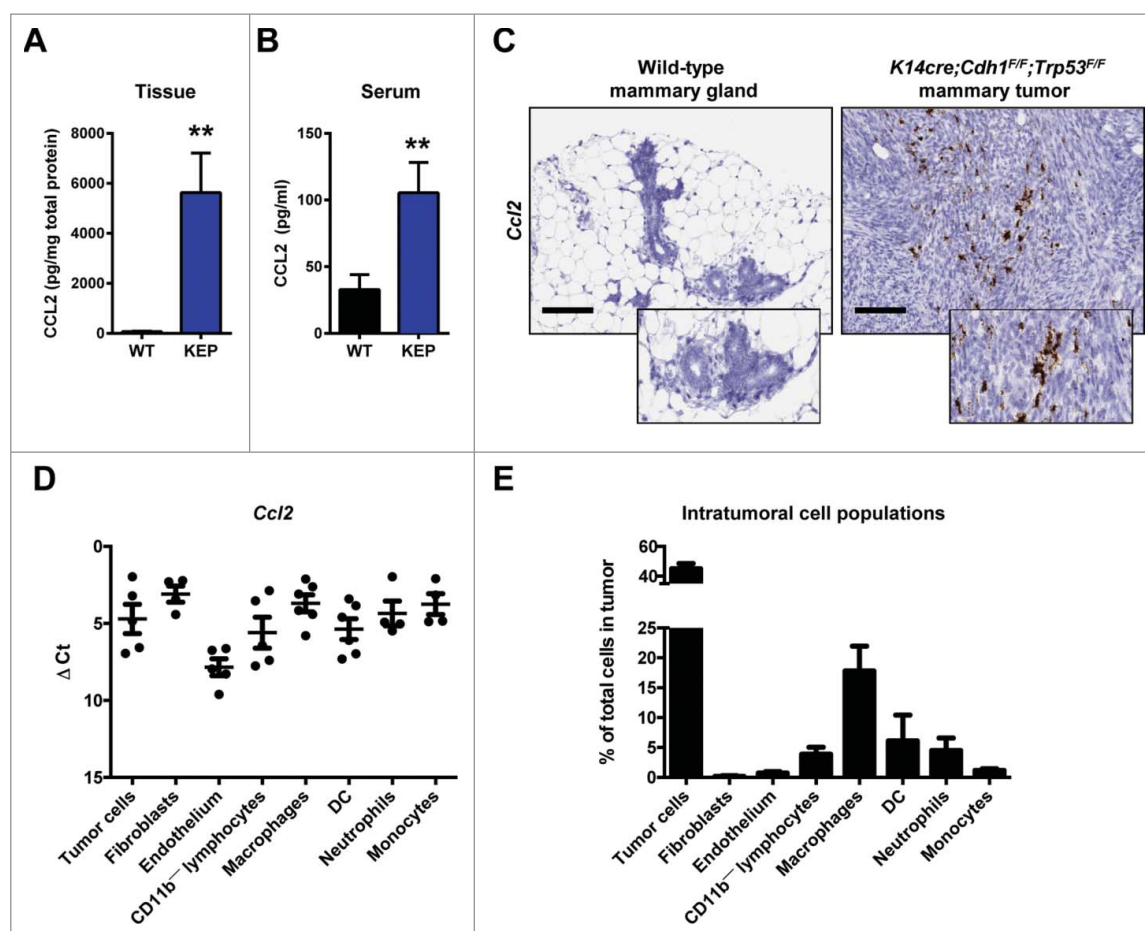 A
Tissue
**
CCL2 (pg/mg total protein)
8000
6000
4000
2000
0
WT KEP
B
Serum
**
CCL2 (pg/ml)
150
100
50
0
WT KEP
C
Wild-type
mammary gland
K14cre;Cdh1F/F;Trp53F/F
mammary tumor
Ccl2
D
Ccl2
Δ Ct
0
5
10
15
Tumor cells
Fibroblasts
Endothelium
CD11b— lymphocytes
Macrophages
DC
Neutrophils
Monocytes
E
Intratumoral cell populations
% of total cells in tumor
60
40
25
20
15
10
5
0
Tumor cells
Fibroblasts
Endothelium
CD11b— lymphocytes
Macrophages
DC
Neutrophils
Monocytes